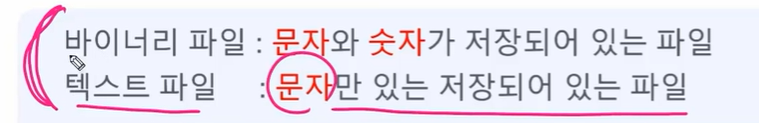 바이너리 파일 : 문자와 숫자가 저장되어 있는 파일
텍스트 파일 : 문자만 있는 저장되어 있는 파일